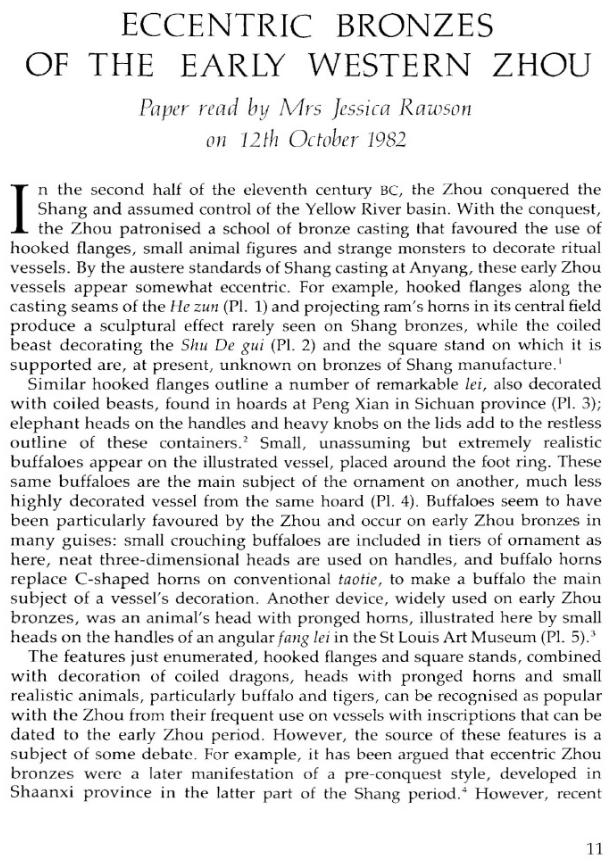 ECCENTRIC BRONZES
OF THE EARLY WESTERN ZHOU
Paper read by Mrs Jessica Rawson
on 12th October 1982
In the second half of the eleventh century BC, the Zhou conquered the
Shang and assumed control of the Yellow River basin. With the conquest,
the Zhou patronised a school of bronze casting that favoured the use of
hooked flanges, small animal figures and strange monsters to decorate ritual
vessels. By the austere standards of Shang casting at Anyang, these early Zhou
vessels appear somewhat eccentric. For example, hooked flanges along the
casting seams of the He zun (Pl. 1) and projecting ram's horns in its central field
produce a sculptural effect rarely seen on Shang bronzes, while the coiled
beast decorating the Shu De gui (Pl. 2) and the square stand on which it is
supported are, at present, unknown on bronzes of Shang manufacture.¹
Similar hooked flanges outline a number of remarkable lei, also decorated
with coiled beasts, found in hoards at Peng Xian in Sichuan province (Pl. 3);
elephant heads on the handles and heavy knobs on the lids add to the restless
outline of these containers.² Small, unassuming but extremely realistic
buffaloes appear on the illustrated vessel, placed around the foot ring. These
same buffaloes are the main subject of the ornament on another, much less
highly decorated vessel from the same hoard (Pl. 4). Buffaloes seem to have
been particularly favoured by the Zhou and occur on early Zhou bronzes in
many guises: small crouching buffaloes are included in tiers of ornament as
here, neat three-dimensional heads are used on handles, and buffalo horns
replace C-shaped horns on conventional taotie, to make a buffalo the main
subject of a vessel's decoration. Another device, widely used on early Zhou
bronzes, was an animal's head with pronged horns, illustrated here by small
heads on the handles of an angular fang lei in the St Louis Art Museum (Pl. 5).³
The features just enumerated, hooked flanges and square stands, combined
with decoration of coiled dragons, heads with pronged horns and small
realistic animals, particularly buffalo and tigers, can be recognised as popular
with the Zhou from their frequent use on vessels with inscriptions that can be
dated to the early Zhou period. However, the source of these features is a
subject of some debate. For example, it has been argued that eccentric Zhou
bronzes were a later manifestation of a pre-conquest style, developed in
Shaanxi province in the latter part of the Shang period.⁴ However, recent
11